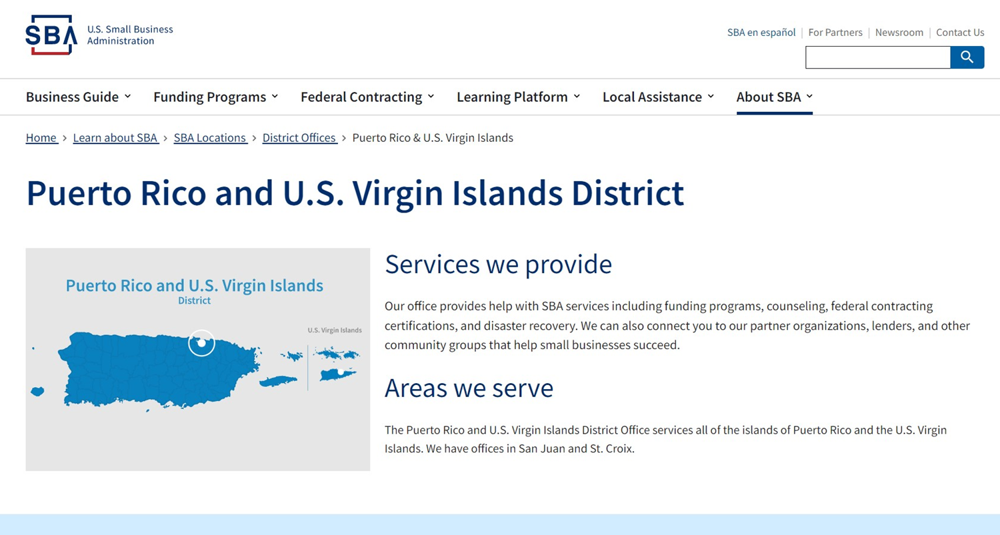 SBA
U.S. Small Business
Administration
SBA en español | For Partners | Newsroom | Contact Us
Business Guide
Funding Programs
Federal Contracting
Learning Platform
Local Assistance
About SBA
Home > Learn about SBA > SBA Locations > District Offices > Puerto Rico & U.S. Virgin Islands
Puerto Rico and U.S. Virgin Islands District
Puerto Rico and U.S. Virgin Islands
District
U.S. Virgin Islands
Services we provide
Our office provides help with SBA services including funding programs, counseling, federal contracting
certifications, and disaster recovery. We can also connect you to our partner organizations, lenders, and other
community groups that help small businesses succeed.
Areas we serve
The Puerto Rico and U.S. Virgin Islands District Office services all of the islands of Puerto Rico and the U.S. Virgin
Islands. We have offices in San Juan and St. Croix.